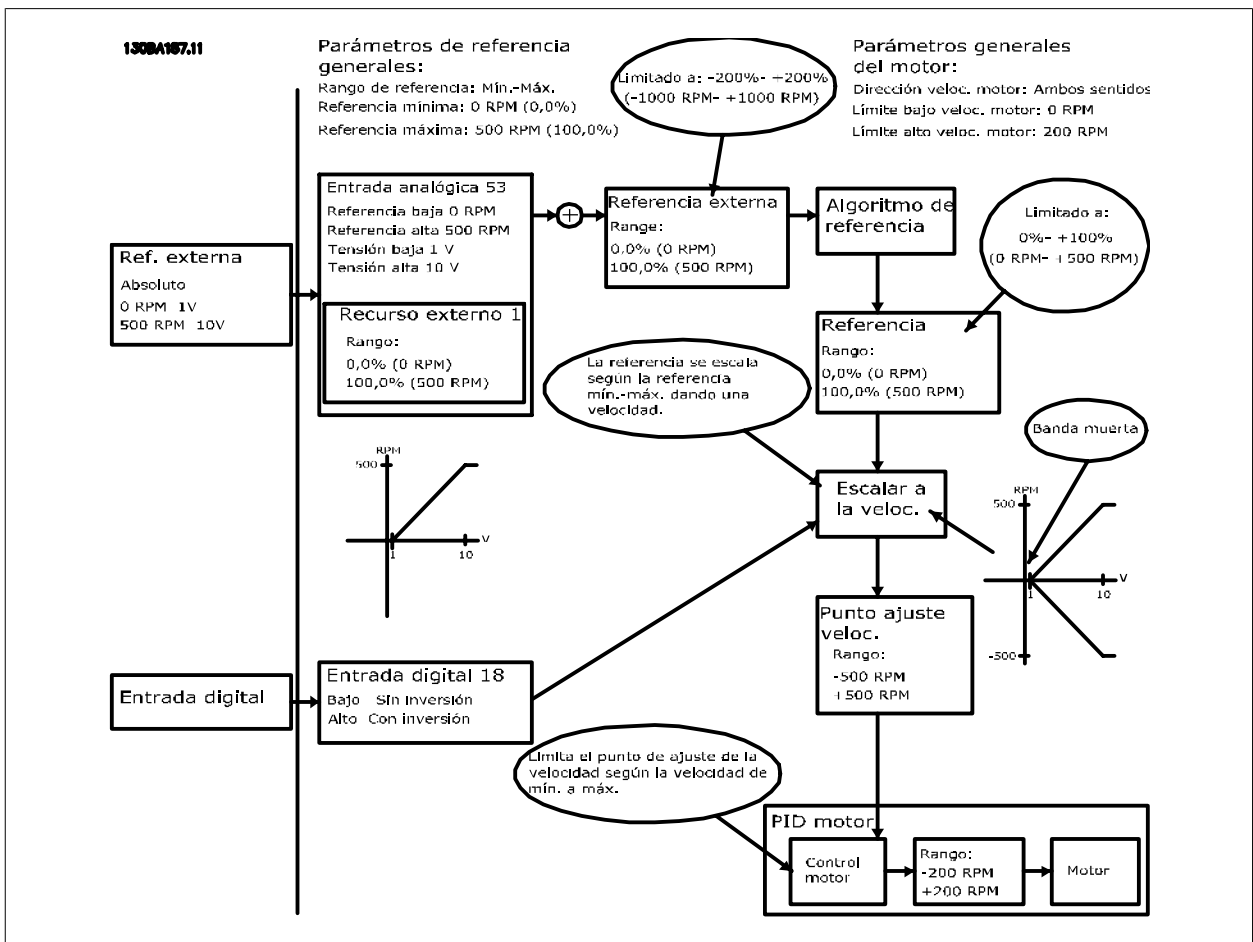 130BA187.11
Parámetros de referencia
generales:
Rango de referencia: Mín.-Máx.
Referencia mínima: 0 RPM (0,0%)
Referencia máxima: 500 RPM (100,0%)
Limitado a: -200%- +200%
(-1000 RPM- +1000 RPM)
Parámetros generales
del motor:
Dirección veloc. motor: Ambos sentidos
Límite bajo veloc. motor: 0 RPM
Límite alto veloc. motor: 200 RPM
Ref. externa
Absoluto
0 RPM 1V
500 RPM 10V
Entrada analógica 53
Referencia baja 0 RPM
Referencia alta 500 RPM
Tensión baja 1 V
Tensión alta 10 V
Recurso externo 1
Rango:
0,0% (0 RPM)
100,0% (500 RPM)
Referencia externa
Range:
0,0% (0 RPM)
100,0% (500 RPM)
Algoritmo de
referencia
Limitado a:
0%- +100%
(0 RPM- +500 RPM)
Referencia
Rango:
0,0% (0 RPM)
100,0% (500 RPM)
La referencia se escala
según la referencia
mín.-máx. dando una
velocidad.
RPM
500
V
1
10
Escalar a
la veloc.
Banda muerta
RPM
500
V
1
10
-500
Punto ajuste
veloc.
Rango:
-500 RPM
+500 RPM
Entrada digital
Entrada digital 18
Bajo Sin inversión
Alto Con inversión
Limita el punto de ajuste de la
velocidad según la velocidad de
mín. a máx.
PID motor
Control
motor
Rango:
-200 RPM
+200 RPM
Motor